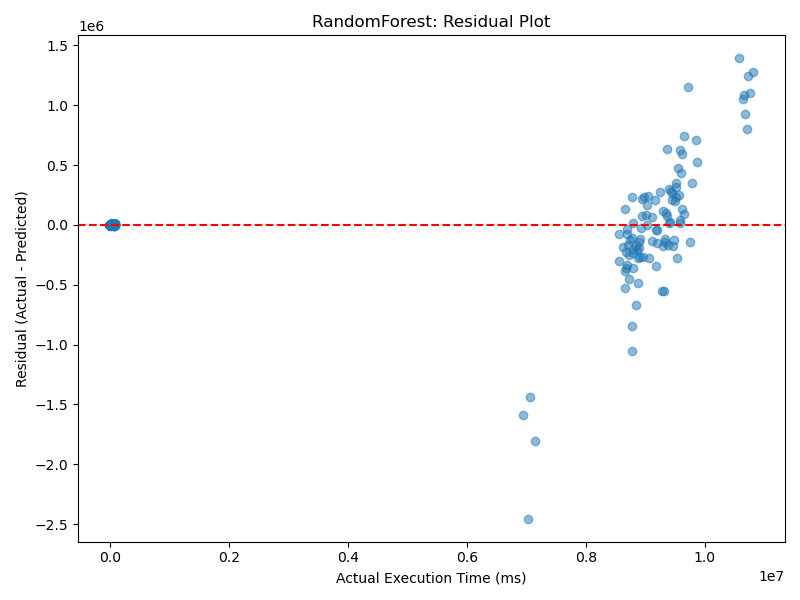 RandomForest: Residual Plot
1e6
1.5
1.0
0.5
0.0
−0.5
−1.0
−1.5
−2.0
−2.5
Residual (Actual - Predicted)
0.0 0.2 0.4 0.6 0.8 1.0
1e7
Actual Execution Time (ms)